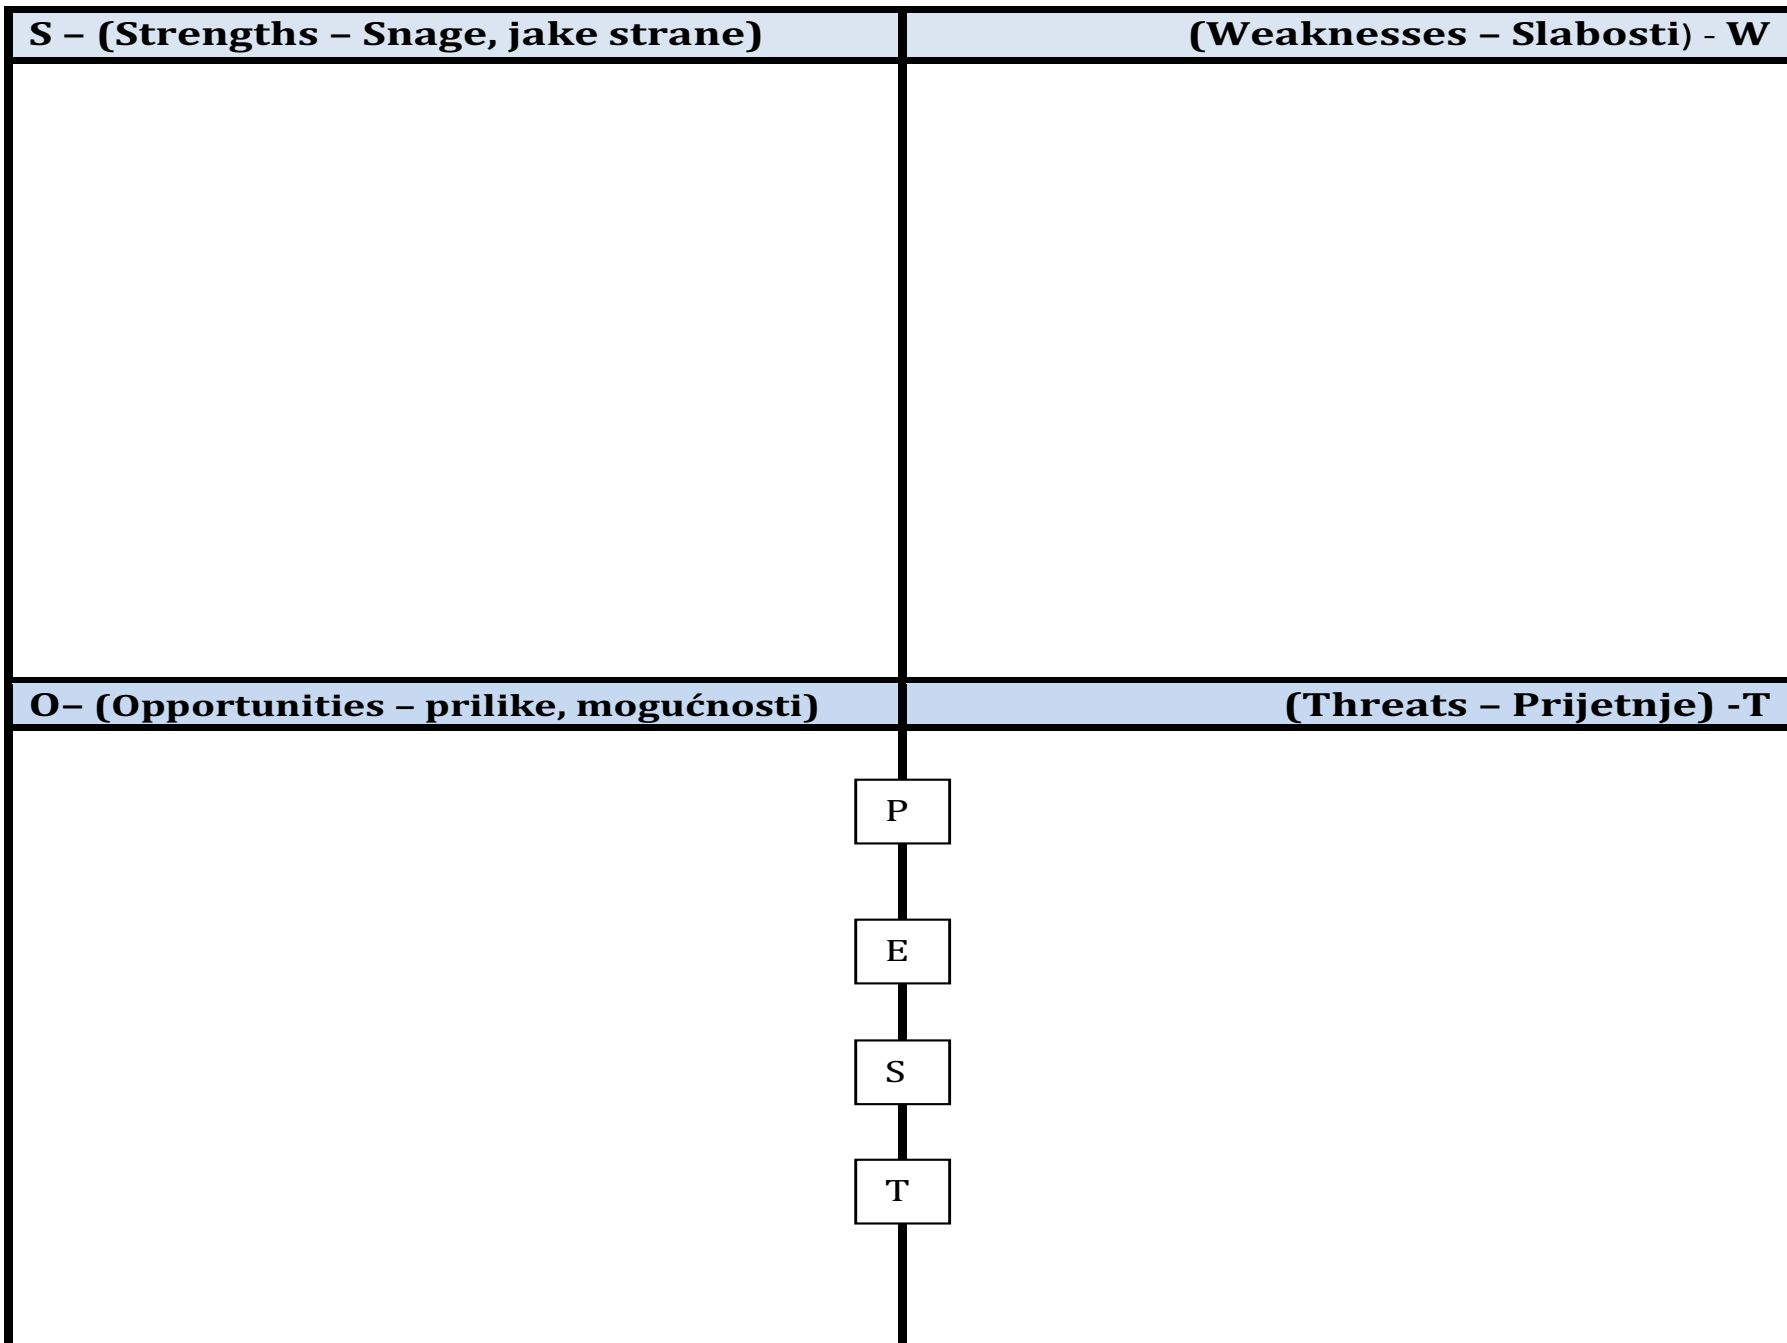 S – (Strengths – Snage, jake strane)
(Weaknesses – Slabosti) - W
O– (Opportunities – prilike, mogućnosti)
(Threats – Prijetnje) -T
P
E
S
T